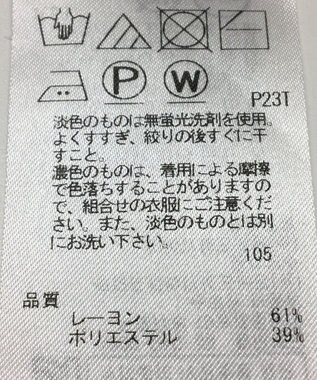 P W
P23T
淡色のものは無蛍光洗剤を使用。
よくすすぎ、絞りの後すぐに干
すこと。
濃色のものは、着用による摩擦
で色落ちすることがありますの
で、組合せの衣服にご注意くださ
い。また、淡色のものとは別
にお洗い下さい。
105
品質
レーヨン 61%
ポリエステル 39%